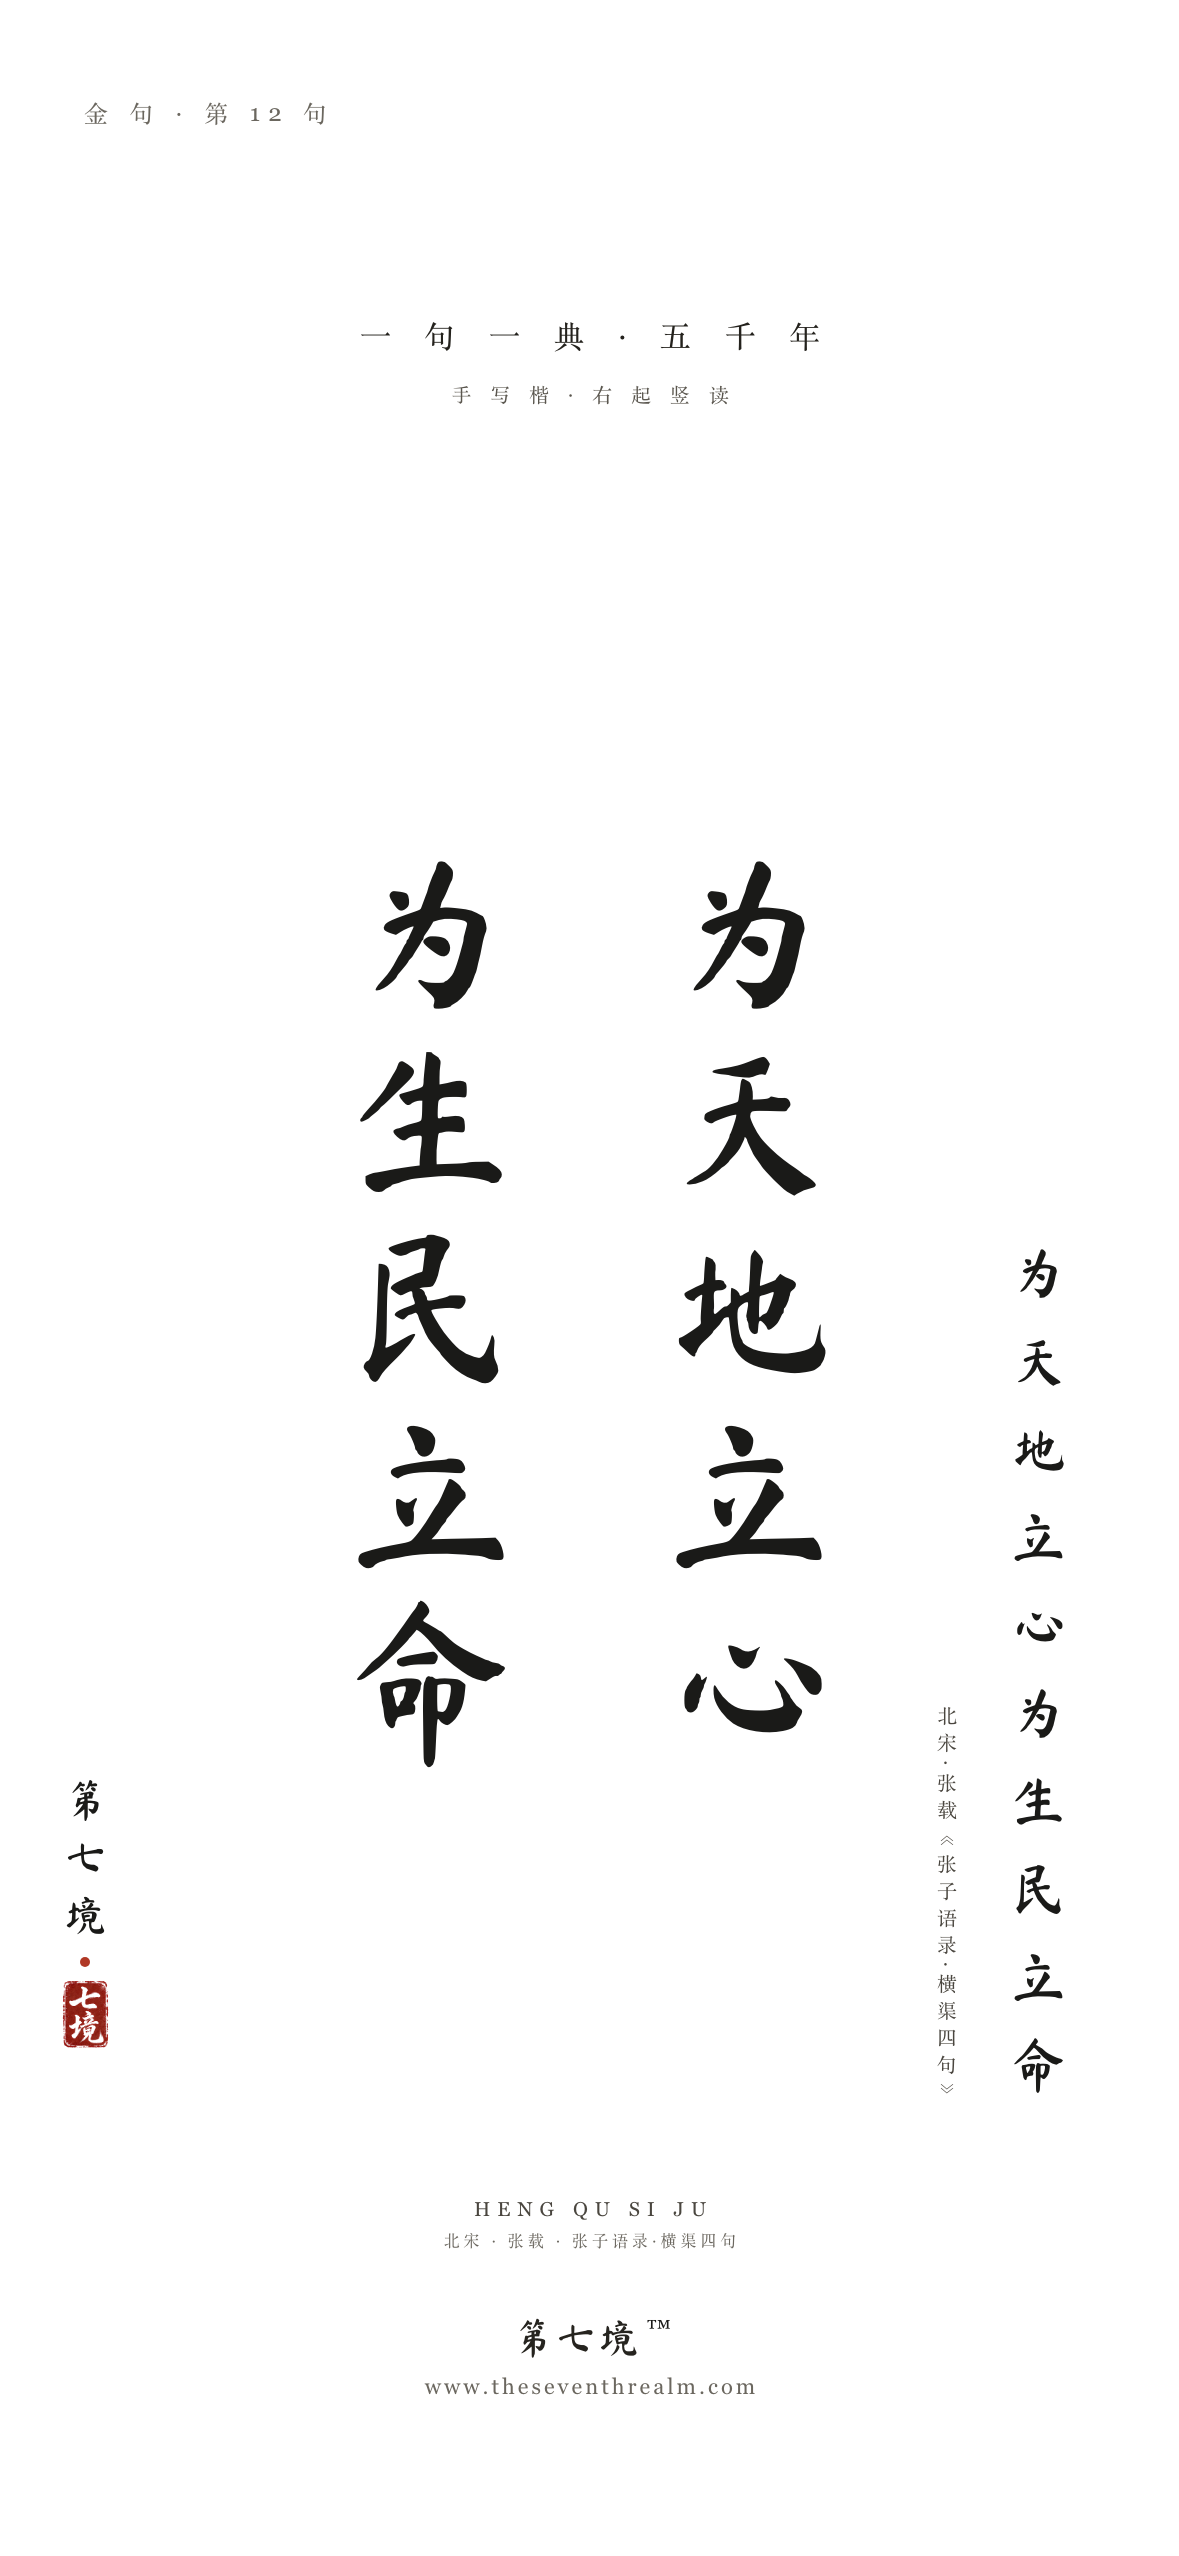 金句·第12句
一句一典·五千年
手写楷·右起竖读
为天地立心
为生民立命
为天地立心为生民立命
北宋·张载《张子语录·横渠四句》
第七境
七境
HENG QU SI JU
北宋 · 张载 · 张子语录·横渠四句
第七境™
www.theseventhrealm.com